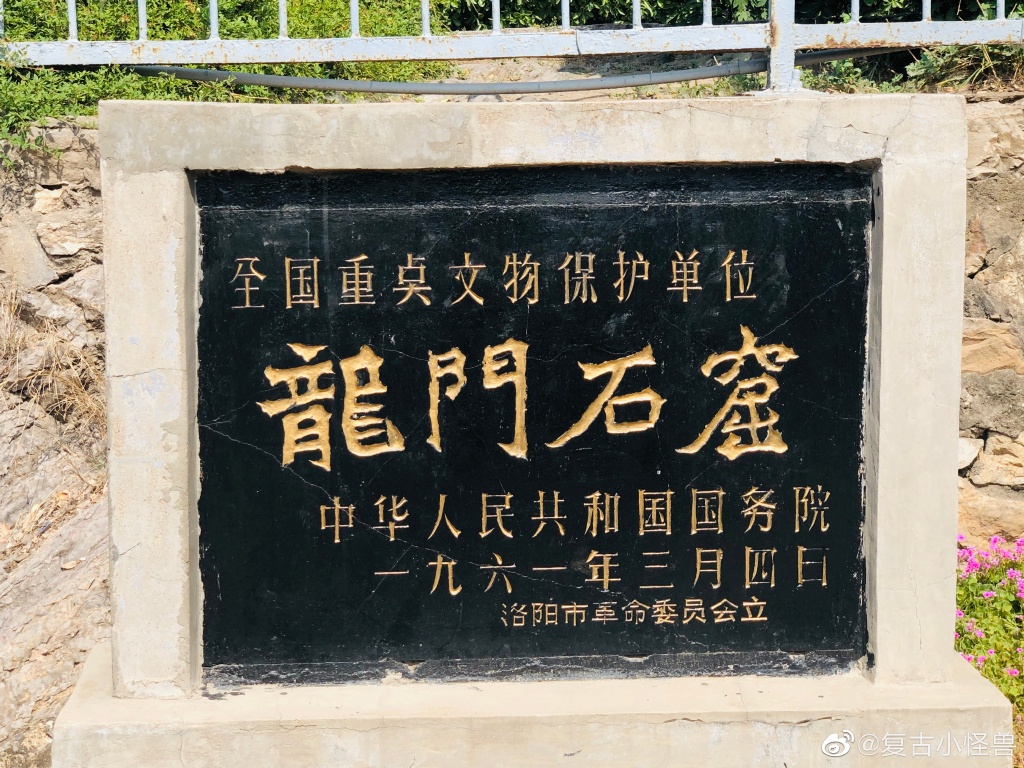 全国重点文物保护单位
龍門石窟
中华人民共和国国务院
一九六一年三月四日
洛阳市革命委员会立
@复古小怪兽